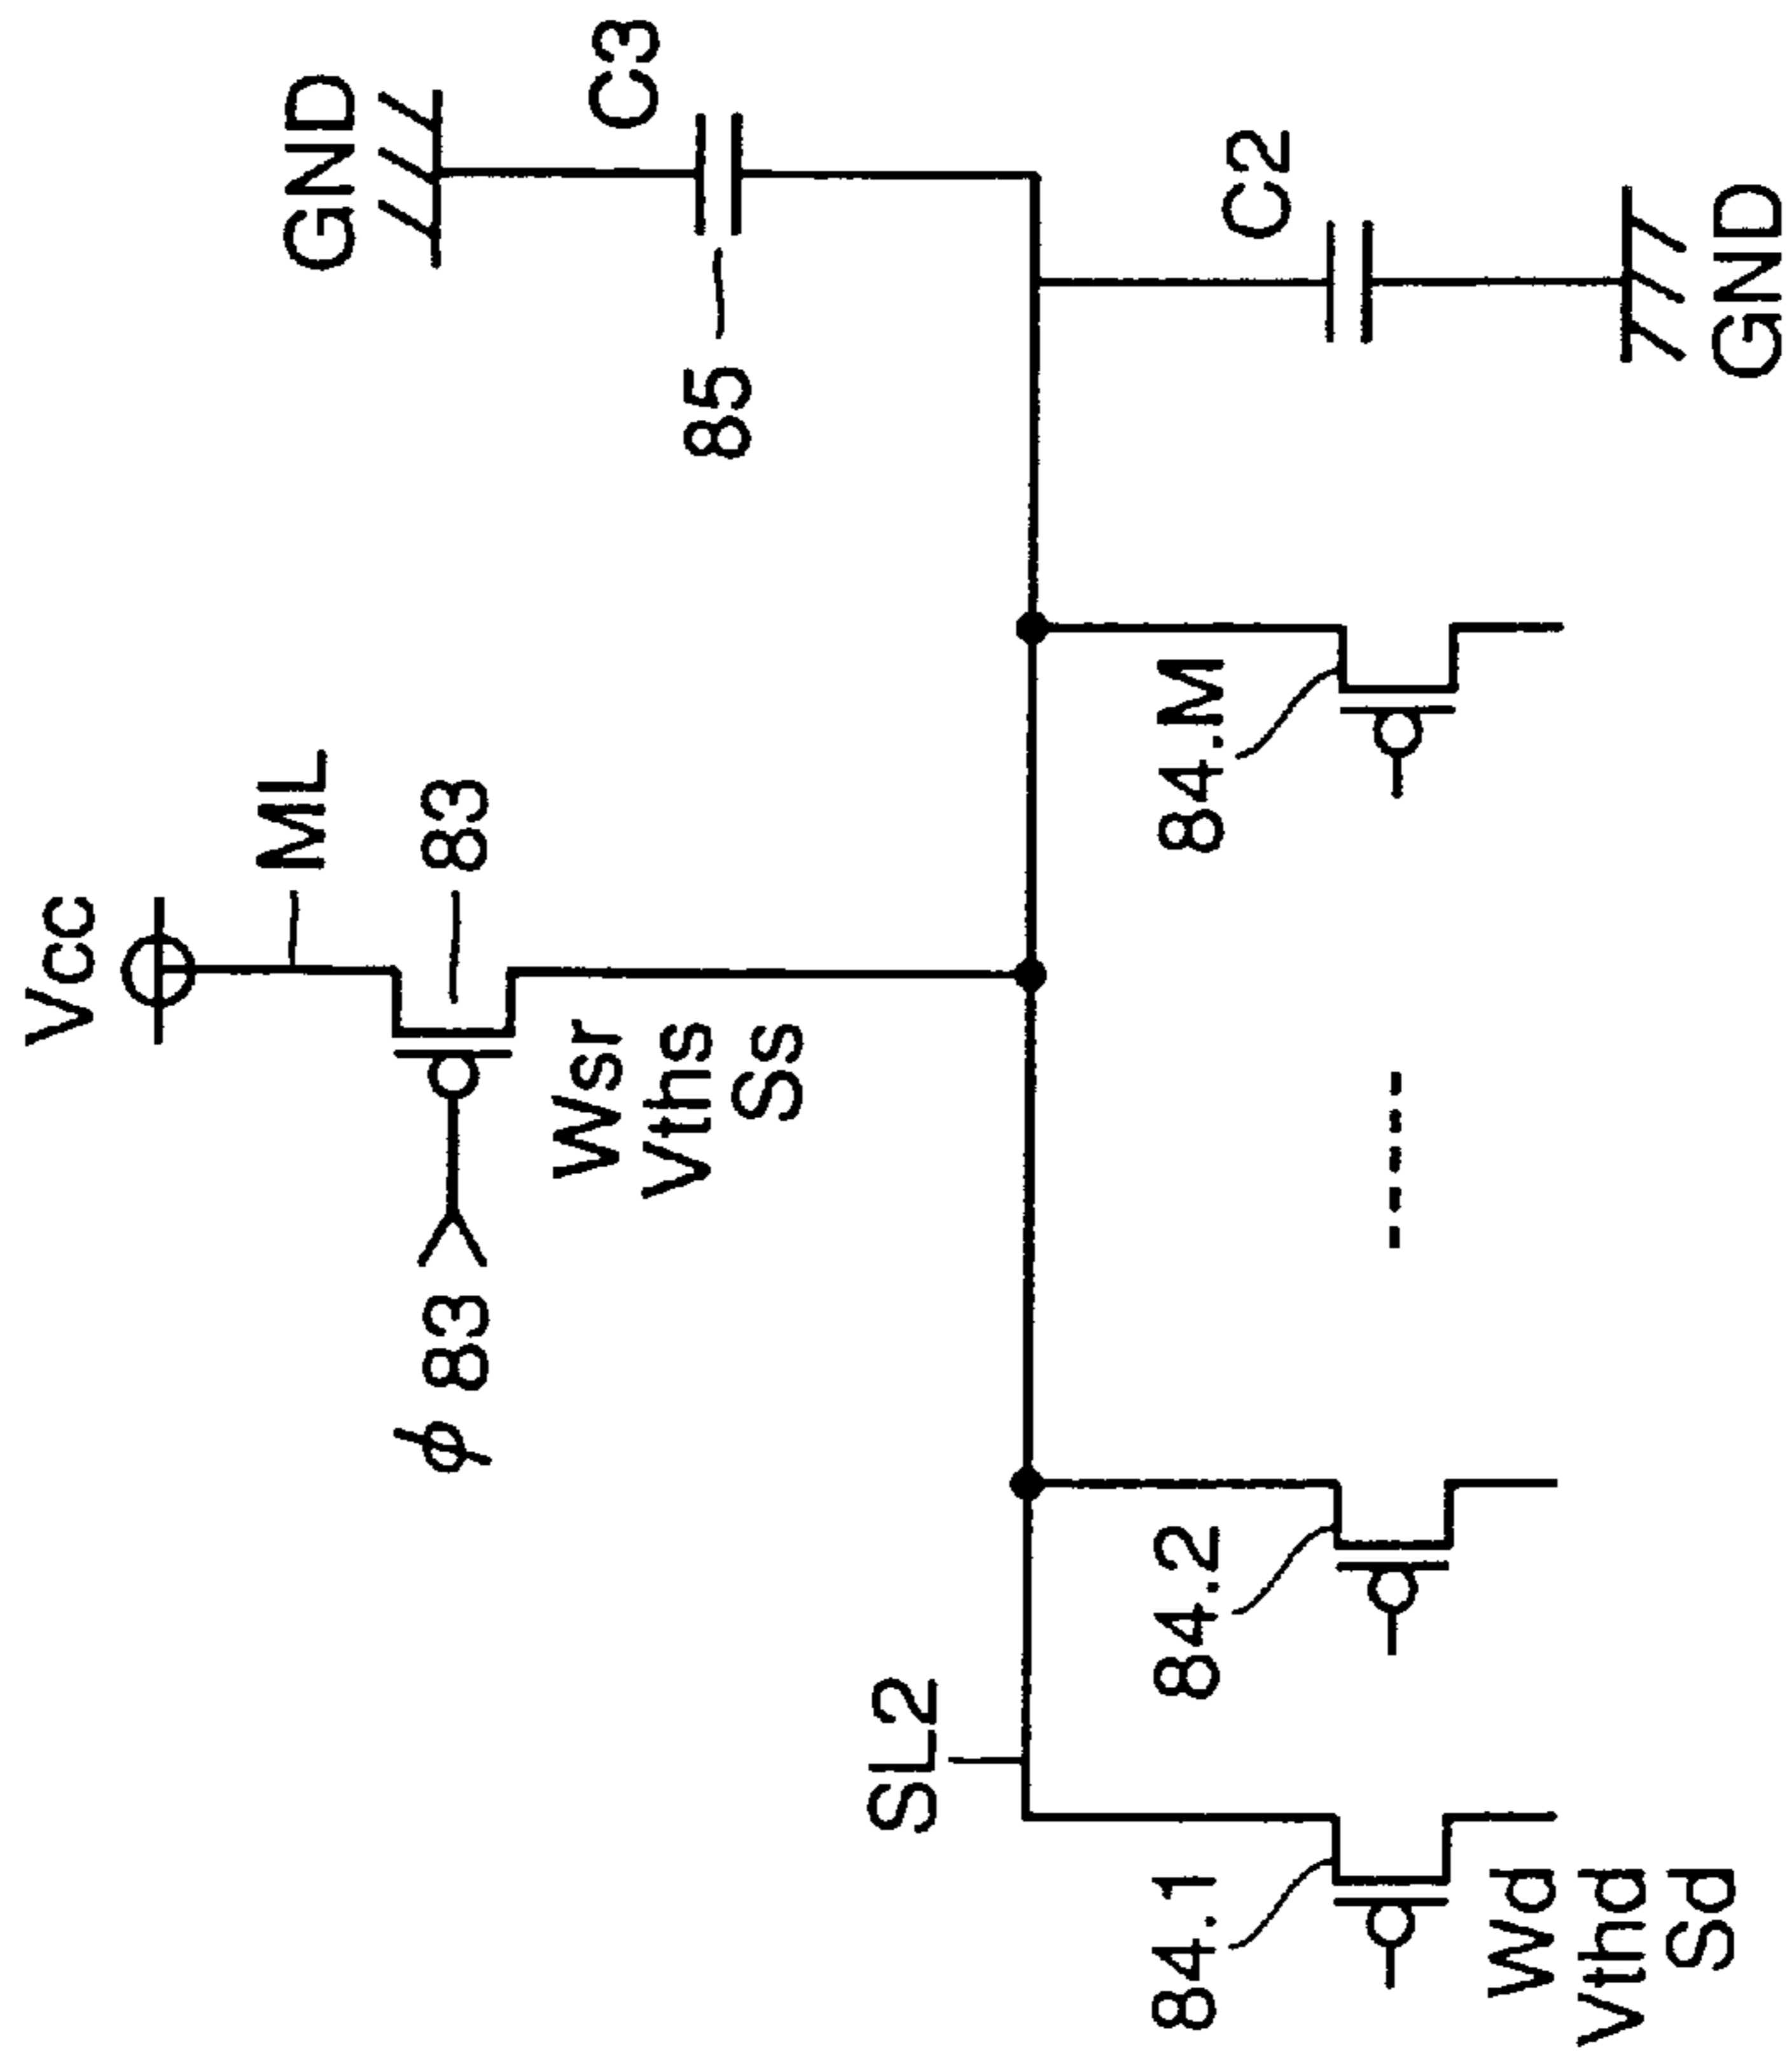 Vcc
ML
GND
C3
φ 83
83
85
Wsr
Vths
Ss
SL2
84.1
84.2
84.M
C2
Wd
Vthd
Sd
GND